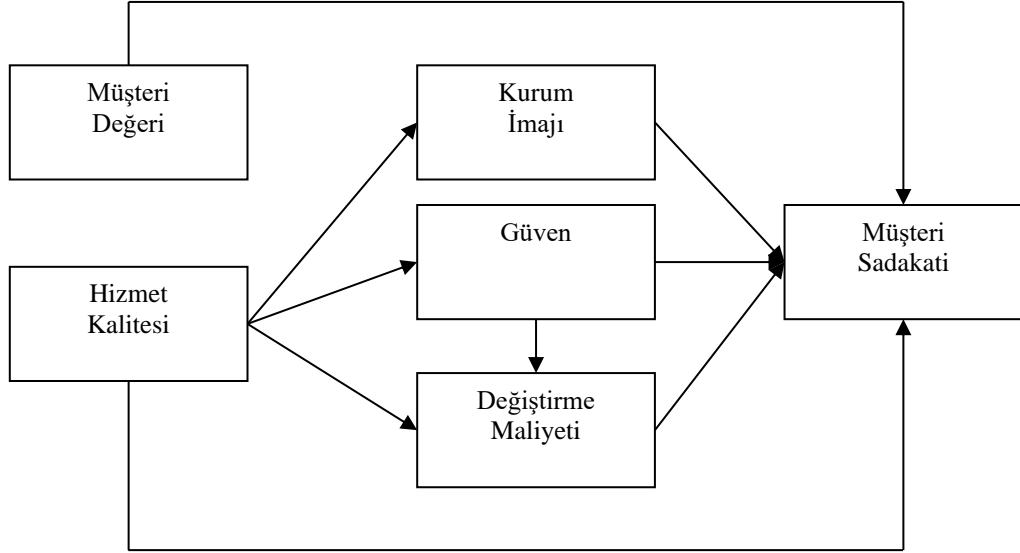 Müşteri
Değeri
Kurum
İmajı
Güven
Müşteri
Sadakati
Hizmet
Kalitesi
Değiştirme
Maliyeti